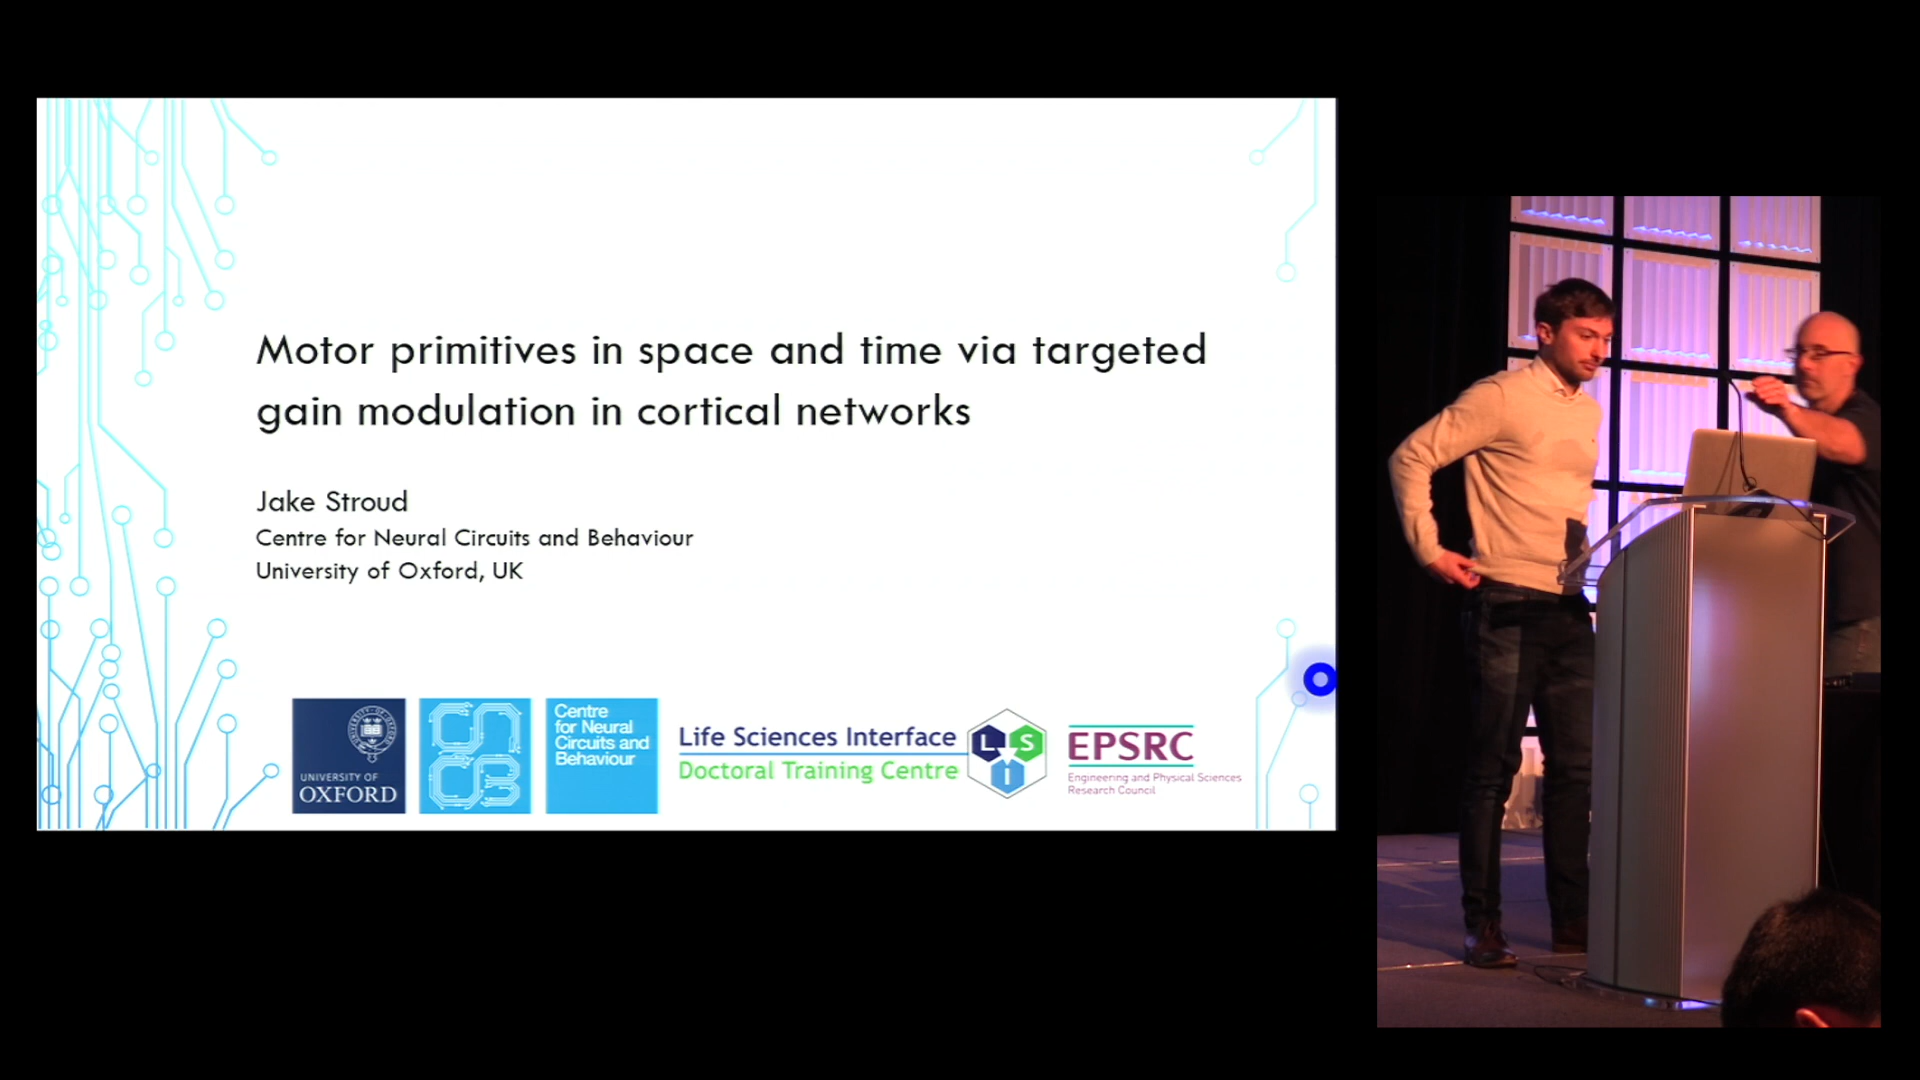 Motor primitives in space and time via targeted
gain modulation in cortical networks
Jake Stroud
Centre for Neural Circuits and Behaviour
University of Oxford, UK
UNIVERSITY OF
OXFORD
Centre
for Neural
Circuits and
Behaviour
Life Sciences Interface
Doctoral Training Centre
L S
I
EPSRC
Engineering and Physical Sciences
Research Council